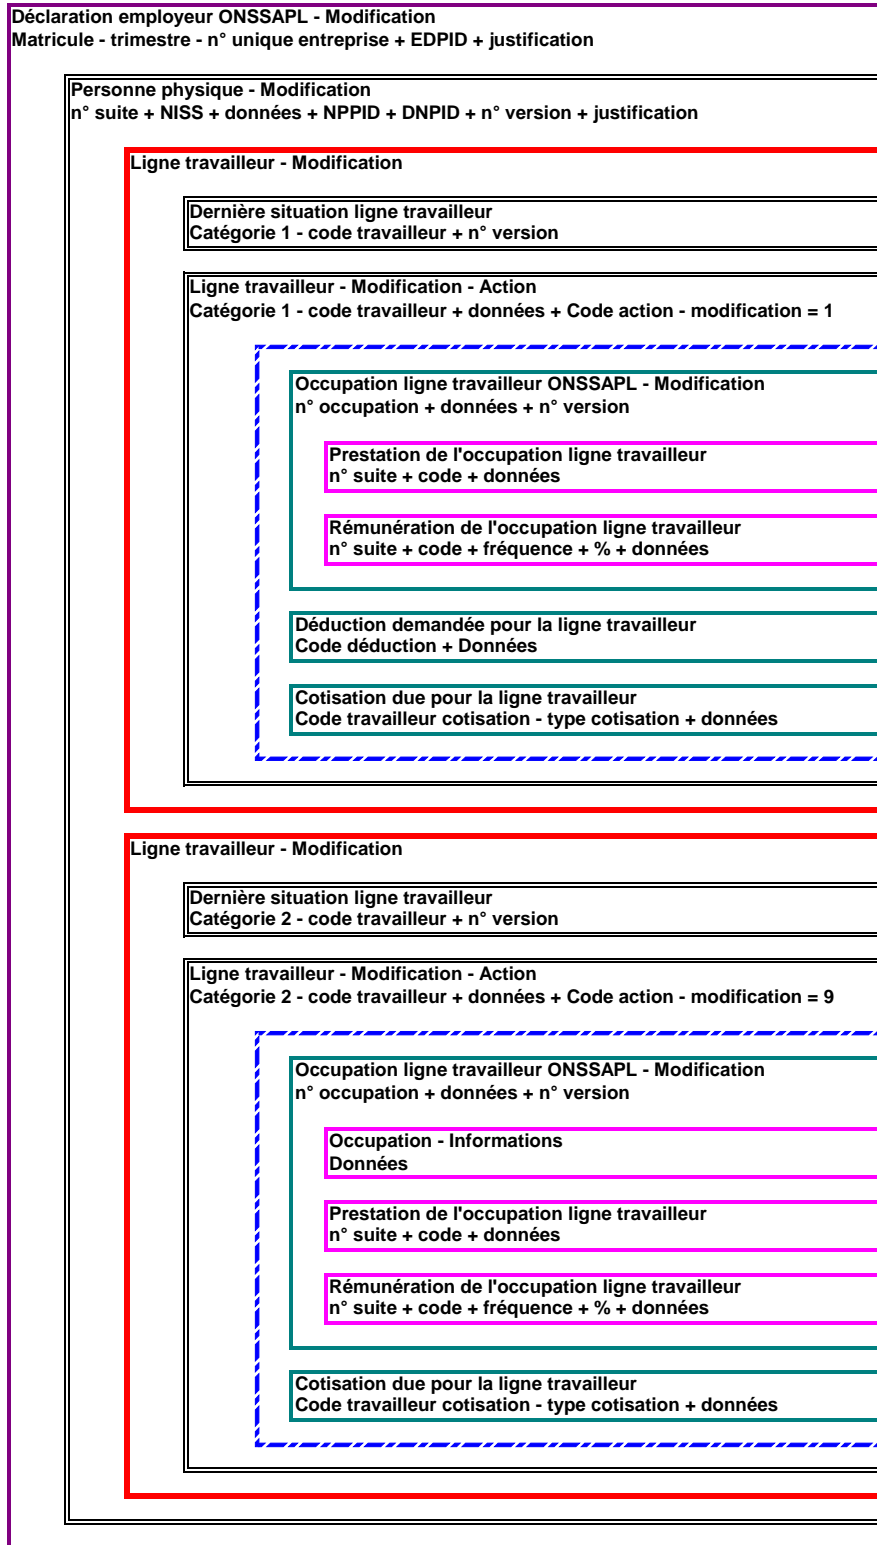 Déclaration employeur ONSSAPL - Modification
Matricule - trimestre - n° unique entreprise + EDPID + justification
Personne physique - Modification
n° suite + NISS + données + NPPID + DNPID + n° version + justification
Ligne travailleur - Modification
Dernière situation ligne travailleur
Catégorie 1 - code travailleur + n° version
Ligne travailleur - Modification - Action
Catégorie 1 - code travailleur + données + Code action - modification = 1
Occupation ligne travailleur ONSSAPL - Modification
n° occupation + données + n° version
Prestation de l'occupation ligne travailleur
n° suite + code + données
Rémunération de l'occupation ligne travailleur
n° suite + code + fréquence + % + données
Déduction demandée pour la ligne travailleur
Code déduction + Données
Cotisation due pour la ligne travailleur
Code travailleur cotisation - type cotisation + données
Ligne travailleur - Modification
Dernière situation ligne travailleur
Catégorie 2 - code travailleur + n° version
Ligne travailleur - Modification - Action
Catégorie 2 - code travailleur + données + Code action - modification = 9
Occupation ligne travailleur ONSSAPL - Modification
n° occupation + données + n° version
Occupation - Informations
Données
Prestation de l'occupation ligne travailleur
n° suite + code + données
Rémunération de l'occupation ligne travailleur
n° suite + code + fréquence + % + données
Cotisation due pour la ligne travailleur
Code travailleur cotisation - type cotisation + données